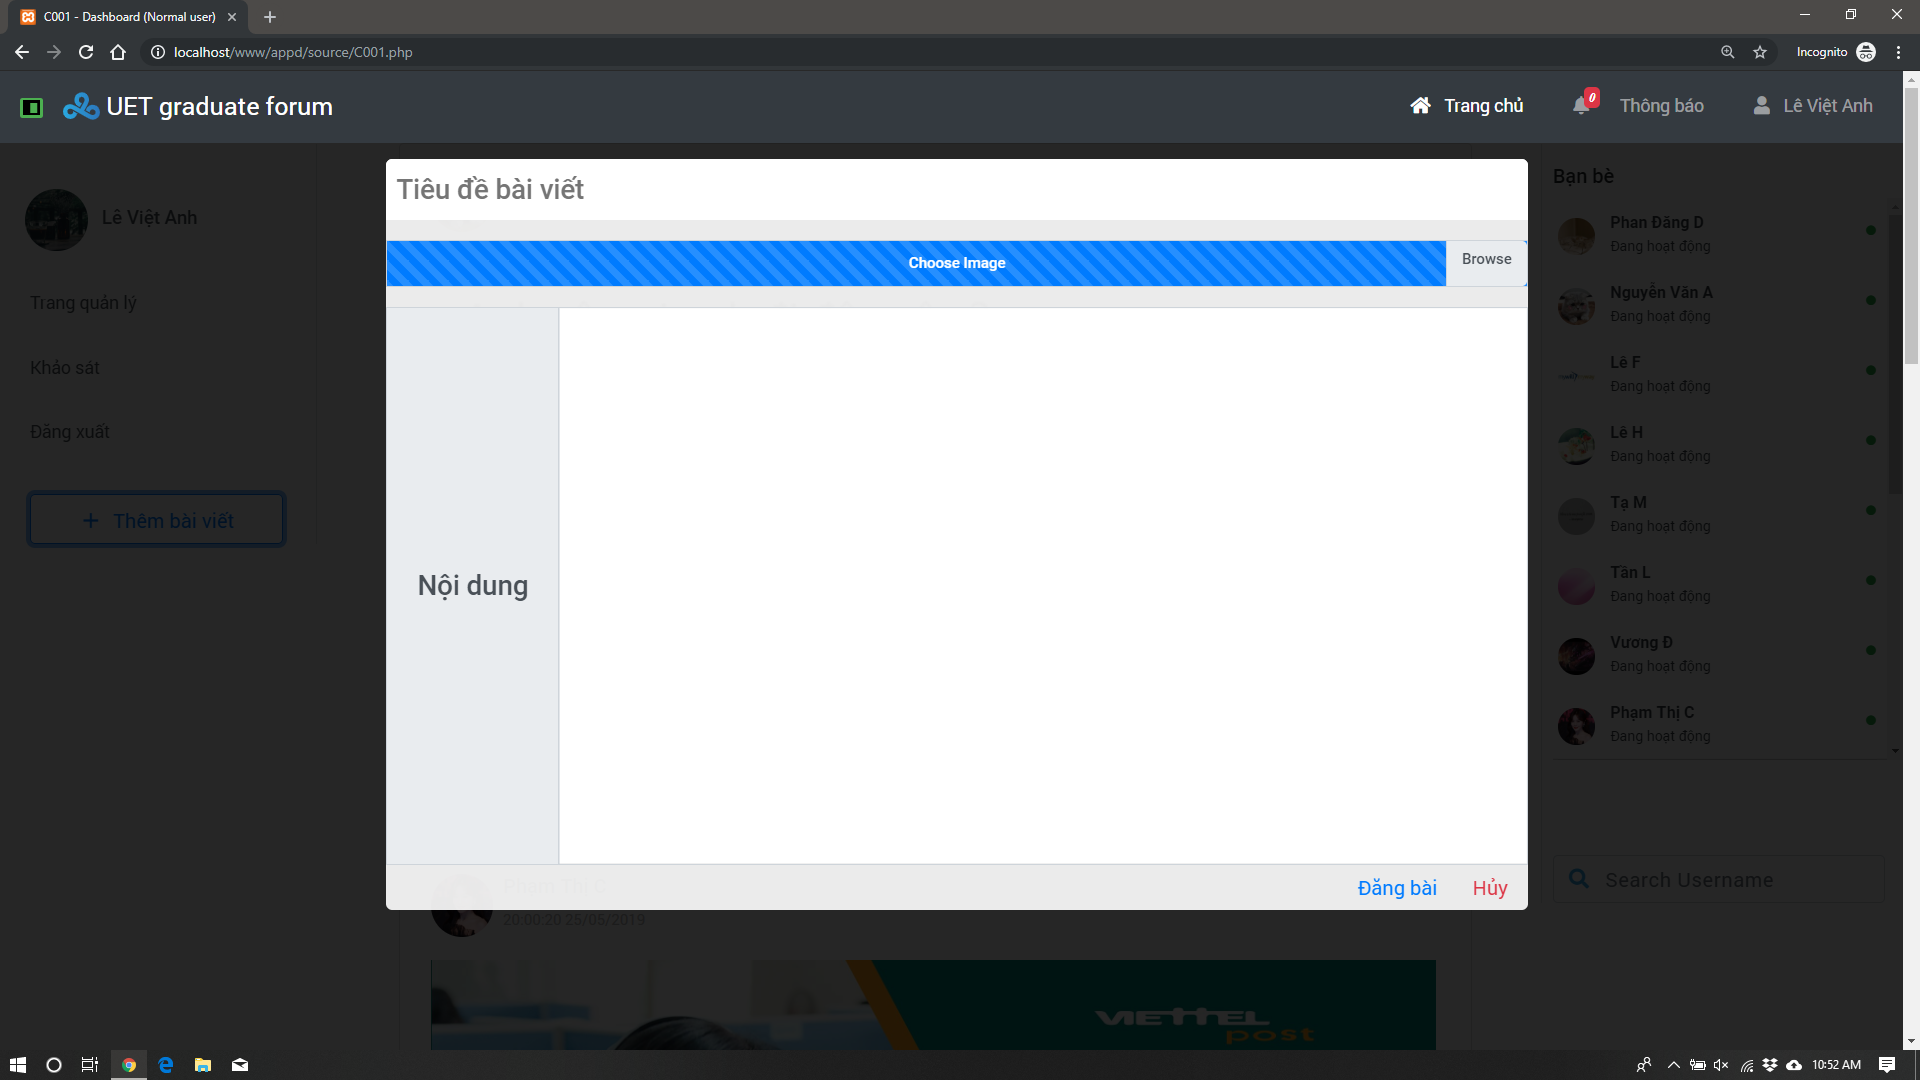 C001 - Dashboard (Normal user)
localhost/www/appd/source/C001.php
Incognito
UET graduate forum
Trang chủ
0
Thông báo
Lê Việt Anh
Lê Việt Anh
Trang quản lý
Khảo sát
Đăng xuất
+ Thêm bài viết
Tiêu đề bài viết
Choose Image
Browse
Nội dung
Đăng bài
Hủy
Phạm Thị C
20:00:20 25/05/2019
VIETTEL
post
Bạn bè
Phan Đăng D
Đang hoạt động
Nguyễn Văn A
Đang hoạt động
Lê F
Đang hoạt động
Lê H
Đang hoạt động
Tạ M
Đang hoạt động
Tần L
Đang hoạt động
Vương Đ
Đang hoạt động
Phạm Thị C
Đang hoạt động
Search Username
10:52 AM